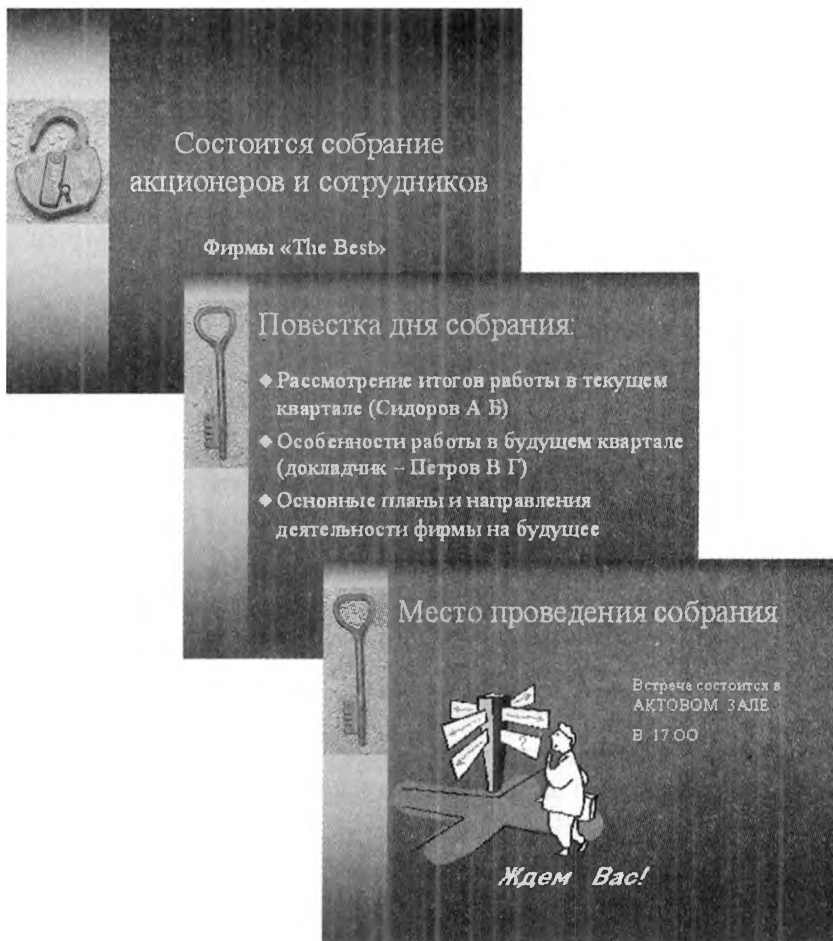 Состоится собрание
акционеров и сотрудников
Фирмы «The Best»
Повестка дня собрания:
◆ Рассмотрение итогов работы в текущем
квартале (Сидоров А Б)
◆ Особенности работы в будущем квартале
(докладчик – Петров В Г)
◆ Основные планы и направления
деятельности фирмы на будущее
Место проведения собрания
Встреча состоится в
АКТОВОМ ЗАЛЕ
В 17.00
?
Ждем Вас!